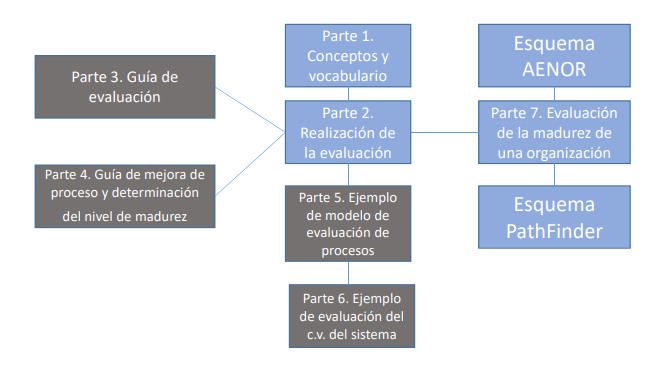 Parte 1.
Conceptos y
vocabulario
Esquema
AENOR
Parte 3. Guía de
evaluación
Parte 2.
Realización de
la evaluación
Parte 7. Evaluación
de la madurez de
una organización
Parte 4. Guía de mejora de
proceso y determinación
del nivel de madurez
Parte 5. Ejemplo
de modelo de
evaluación de
procesos
Esquema
PathFinder
Parte 6. Ejemplo
de evaluación del
c.v. del sistema